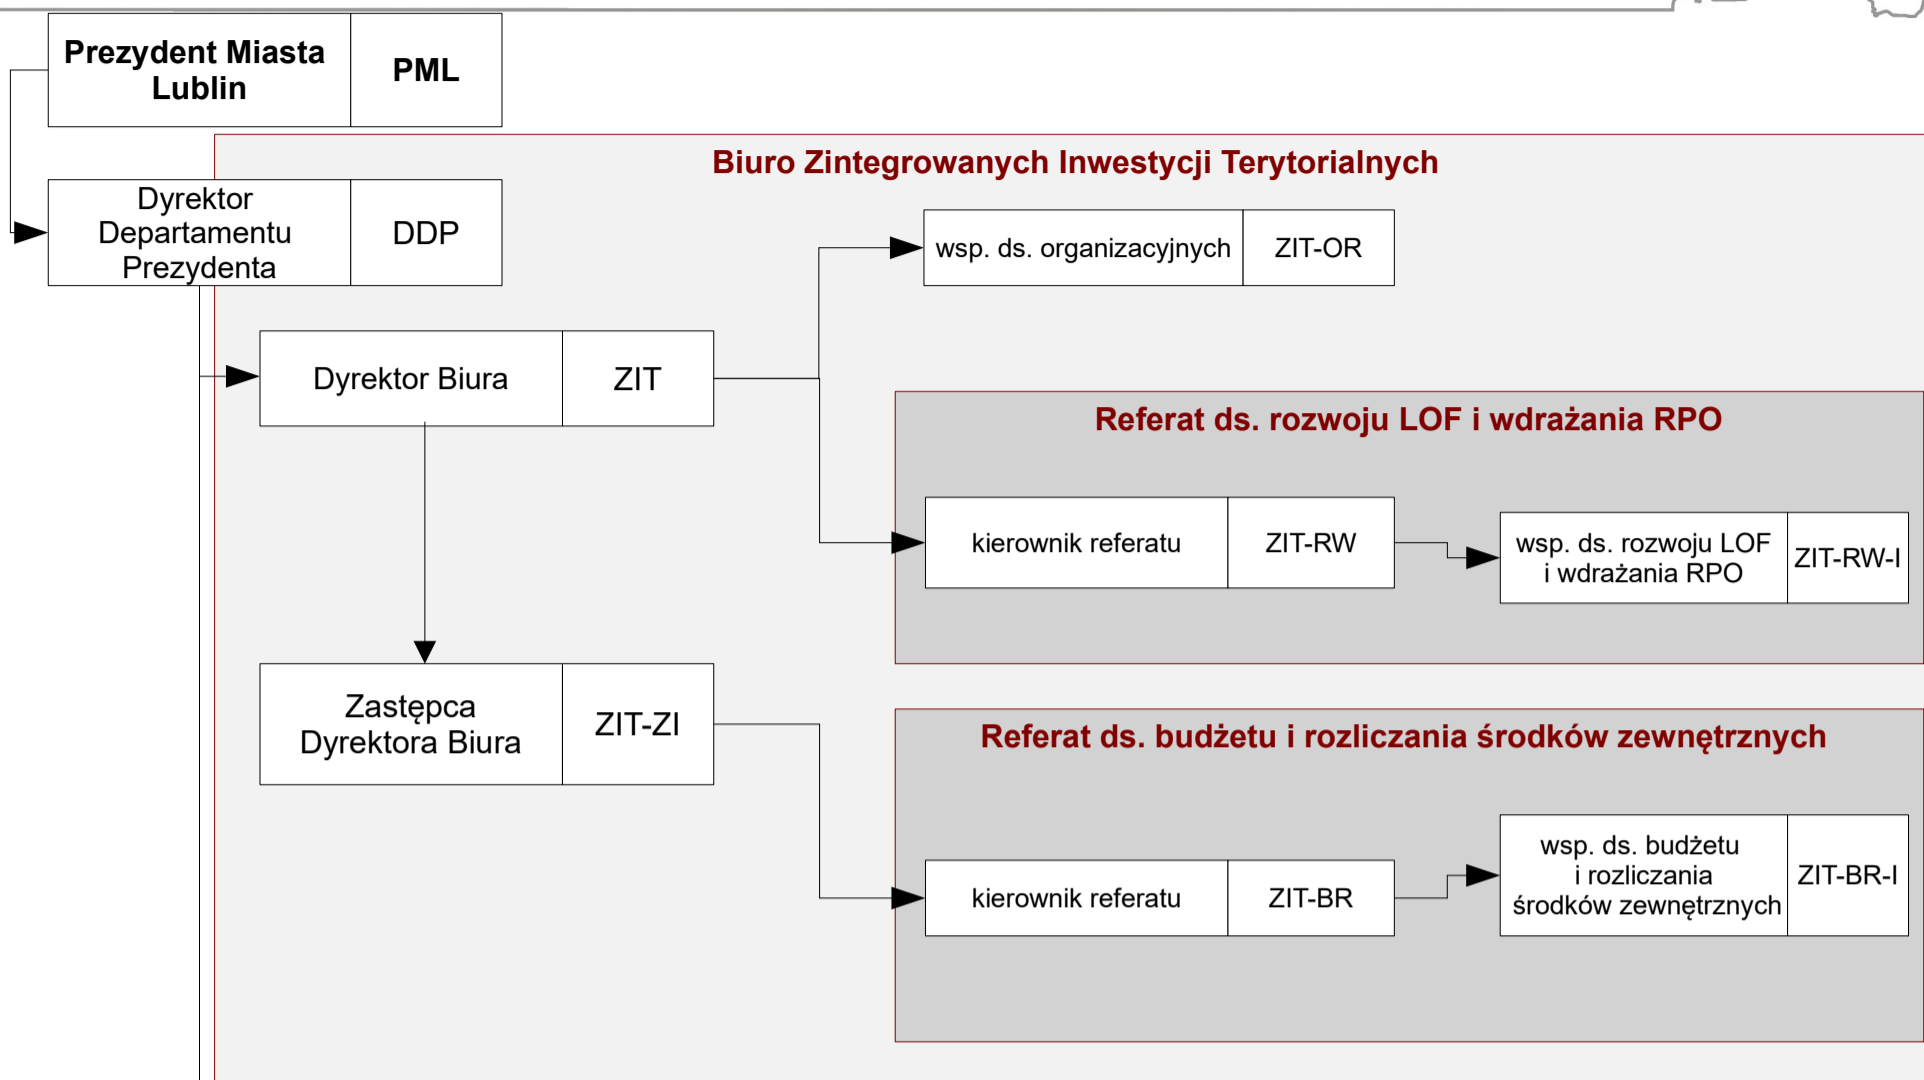 Prezydent Miasta
Lublin
PML
Biuro Zintegrowanych Inwestycji Terytorialnych
Dyrektor
Departamentu
Prezydenta
DDP
wsp. ds. organizacyjnych
ZIT-OR
Dyrektor Biura
ZIT
Referat ds. rozwoju LOF i wdrażania RPO
kierownik referatu
ZIT-RW
wsp. ds. rozwoju LOF
i wdrażania RPO
ZIT-RW-I
Zastępca
Dyrektora Biura
ZIT-ZI
Referat ds. budżetu i rozliczania środków zewnętrznych
kierownik referatu
ZIT-BR
wsp. ds. budżetu
i rozliczania
środków zewnętrznych
ZIT-BR-I